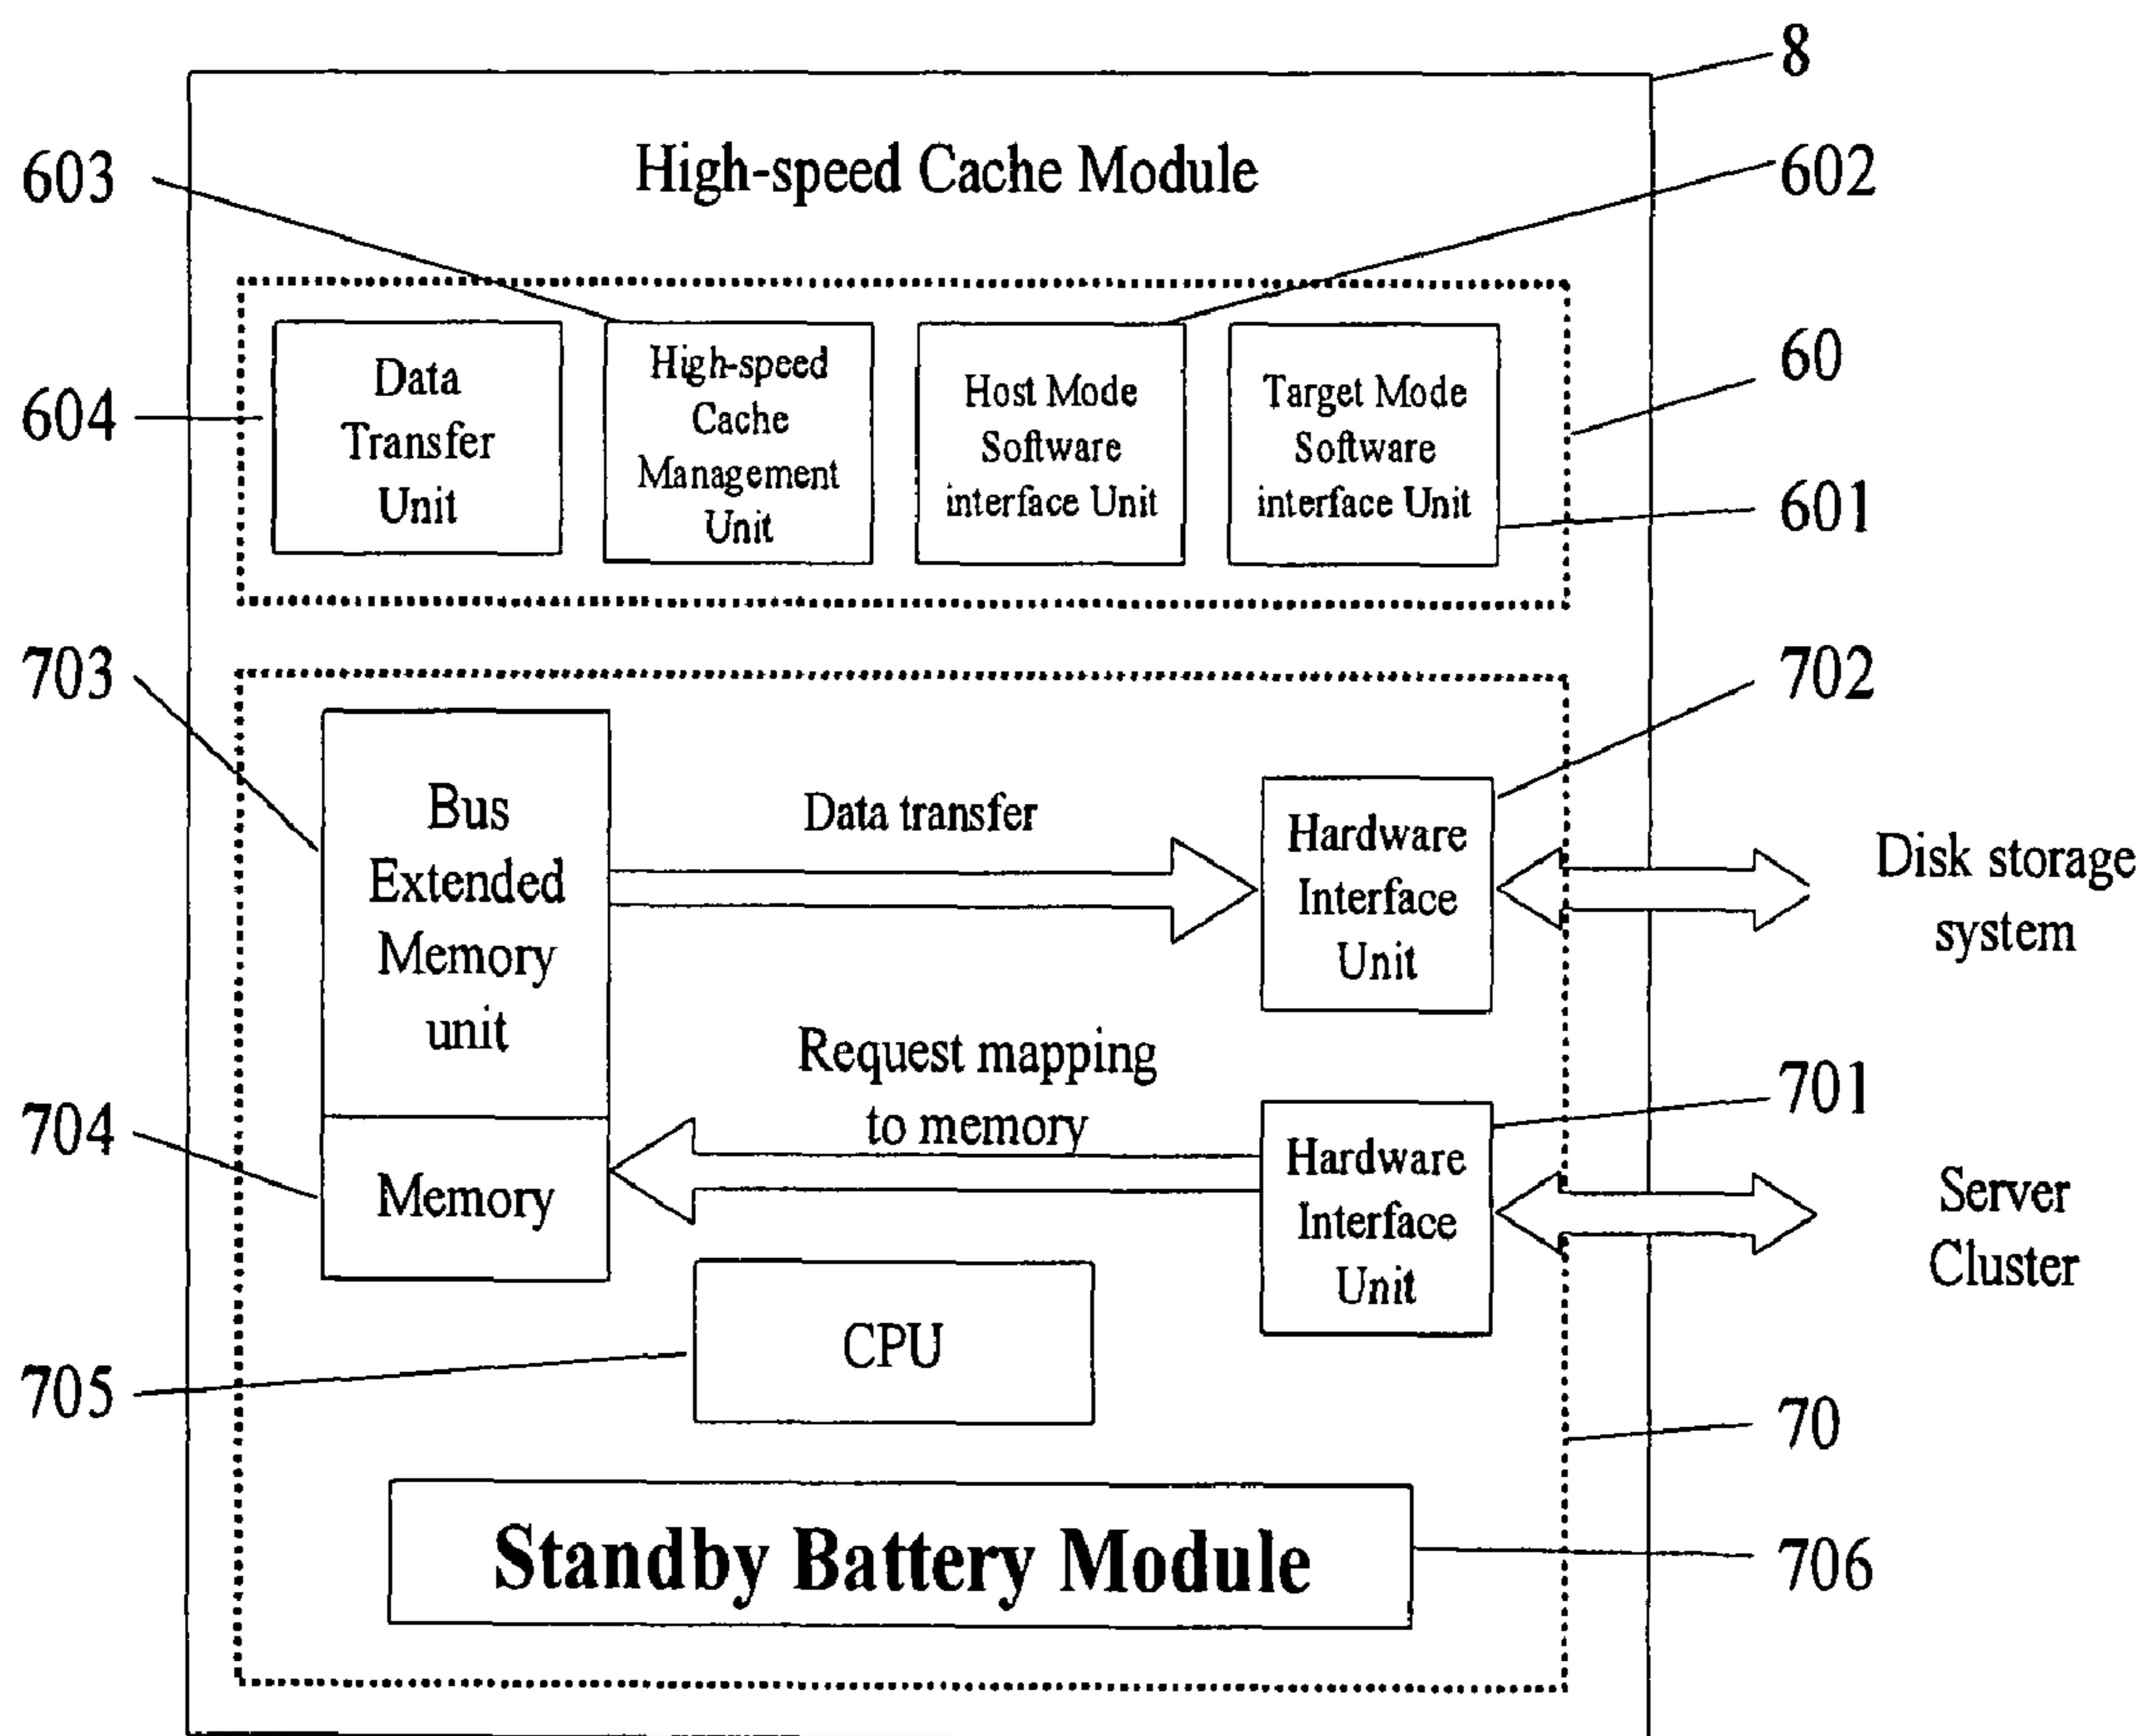 8
High-speed Cache Module
603
602
604
Data
Transfer
Unit
High-speed
Cache
Management
Unit
Host Mode
Software
interface Unit
Target Mode
Software
interface Unit
60
601
703
702
Bus
Extended
Memory
unit
Data transfer
Hardware
Interface
Unit
Disk storage
system
Request mapping
to memory
701
704
Memory
Hardware
Interface
Unit
Server
Cluster
705
CPU
70
Standby Battery Module
706